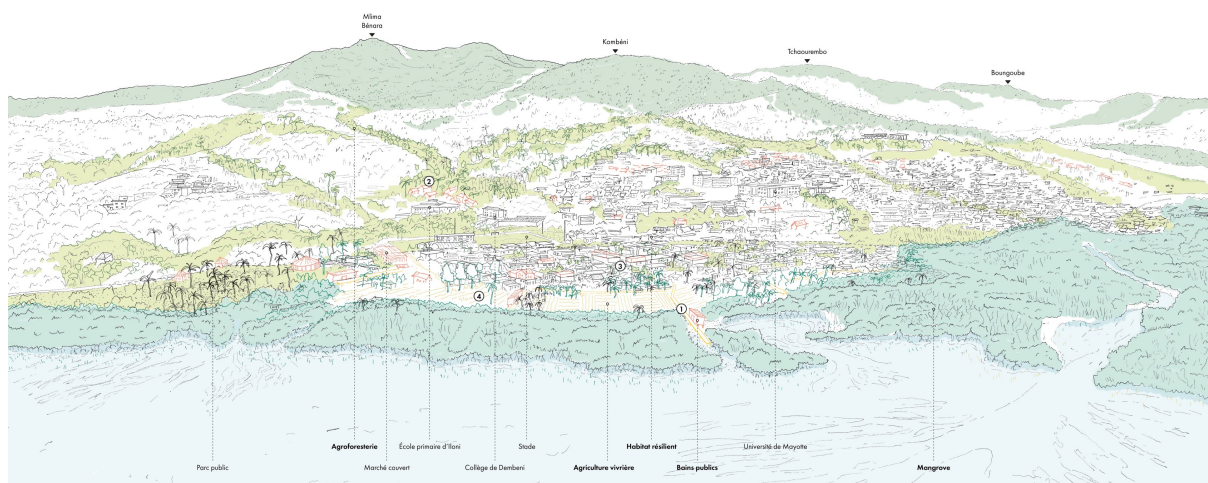 Mlima
Bénara
Kombéni
Tchaourembo
Boungoube
2
3
4
1
Agroforesterie
École primaire d'Iloni
Stade
Habitat résilient
Université de Mayotte
Parc public
Marché couvert
Collège de Dembeni
Agriculture vivrière
Bains publics
Mangrove